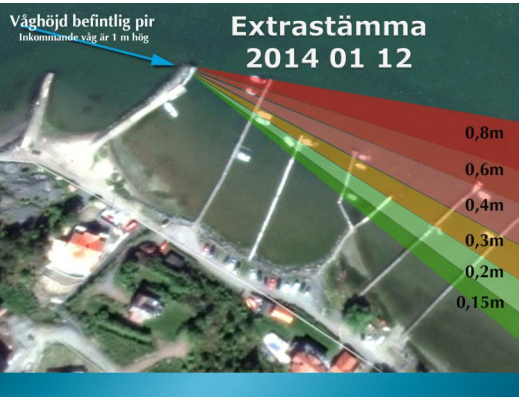 Våghöjd befintlig pir
Inkommande våg är 1 m hög
Extrastämma
2014 01 12
0,8m
0,6m
0,4m
0,3m
0,2m
0,15m